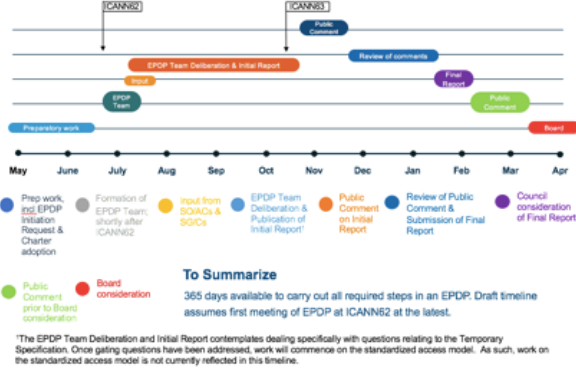 ICANN62
ICANN63
Public
Comment
Review of comments
EPDP Team Deliberation & Initial Report
Final
Report
Input
EPDP
Team
Public
Comment
Preparatory work
Board
May June July Aug Sep Oct Nov Dec Jan Feb Mar Apr
Prep work,
incl EPDP
Initiation
Request &
Charter
adoption
Formation of
EPDP Team;
shortly after
ICANN62
Input from
SO/ACs &
SG/Cs
EPDP Team
Deliberation &
Publication of
Initial Report¹
Public
Comment
on Initial
Report
Review of Public
Comment &
Submission of Final
Report
Council
consideration
of Final Report
Public
Comment
prior to Board
consideration
Board
consideration
To Summarize
365 days available to carry out all required steps in an EPDP. Draft timeline
assumes first meeting of EPDP at ICANN62 at the latest.
¹The EPDP Team Deliberation and Initial Report contemplates dealing specifically with questions relating to the Temporary
Specification. Once gating questions have been addressed, work will commence on the standardized access model. As such, work on
the standardized access model is not currently reflected in this timeline.